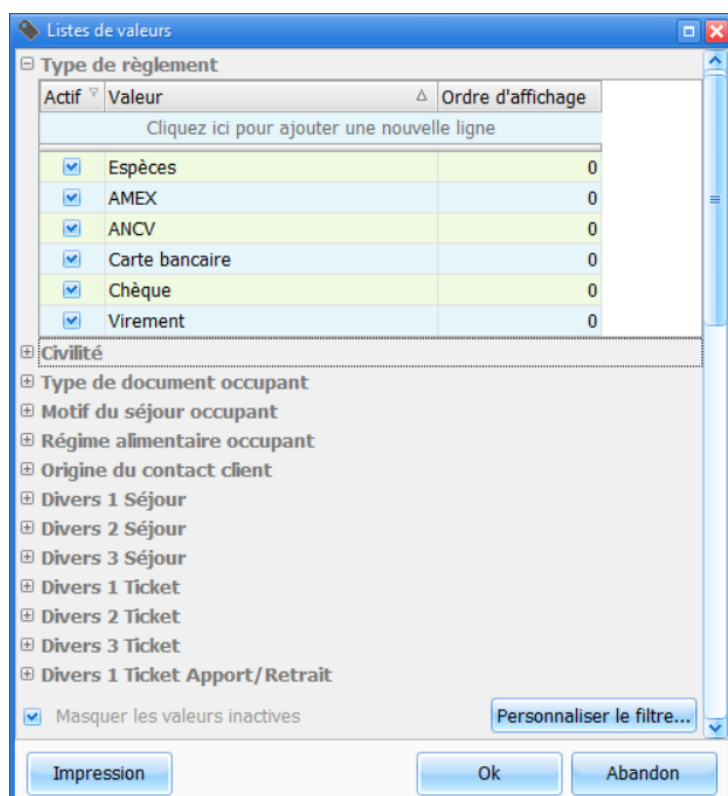 Listes de valeurs
Type de règlement
Actif Valeur Ordre d'affichage
Cliquez ici pour ajouter une nouvelle ligne
Espèces 0
AMEX 0
ANCV 0
Carte bancaire 0
Chèque 0
Virement 0
Civilité
Type de document occupant
Motif du séjour occupant
Régime alimentaire occupant
Origine du contact client
Divers 1 Séjour
Divers 2 Séjour
Divers 3 Séjour
Divers 1 Ticket
Divers 2 Ticket
Divers 3 Ticket
Divers 1 Ticket Apport/Retrait
Masquer les valeurs inactives Personnaliser le filtre...
Impression Ok Abandon